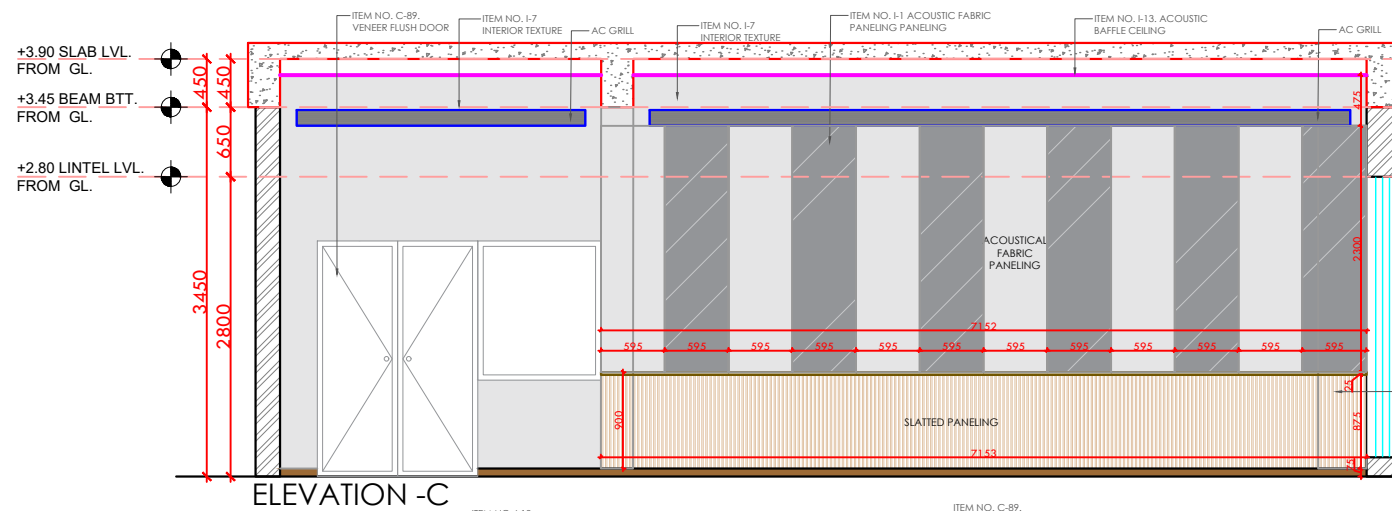 ITEM NO. C-89.
VENEER FLUSH DOOR
ITEM NO. I-7
INTERIOR TEXTURE
AC GRILL
ITEM NO. I-7
INTERIOR TEXTURE
ITEM NO. I-1 ACOUSTIC FABRIC
PANELING PANELING
ITEM NO. I-13. ACOUSTIC
BAFFLE CEILING
AC GRILL
+3.90 SLAB LVL.
FROM GL.
450
450
+3.45 BEAM BTT.
FROM GL.
475
650
+2.80 LINTEL LVL.
FROM GL.
ACOUSTICAL
FABRIC
PANELING
2300
3450
2800
7152
595 595 595 595 595 595 595 595 595 595 595 595
25
900
SLATTED PANELING
875
7153
75
ELEVATION -C
ITEM NO. C-89.